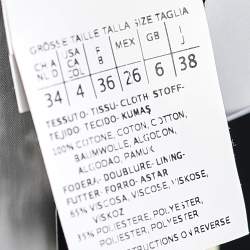 GRÖSSE TAILLE TALLA SIZE TAGLIA
USA F MEX GB J
CA B
34 4 36 26 6 38
TESSUTO-TISSU-CLOTH STOFF-
TEJIDO-TECIDO-KUMAŞ
100% COTONE, COTON, COTTON,
BAUMWOLLE, ALGODON,
ALGODAO, PAMUK
FODERA-DOUBLURE-LINING-
FUTTER-FORRO-ASTAR
65% VISCOSA, VISCOSE, VISKOSE,
VISKOZ
35% POLIESTERE, POLYESTER,
POLYESTER, POLYESTER
INSTRUCTIONS ON REVERSE